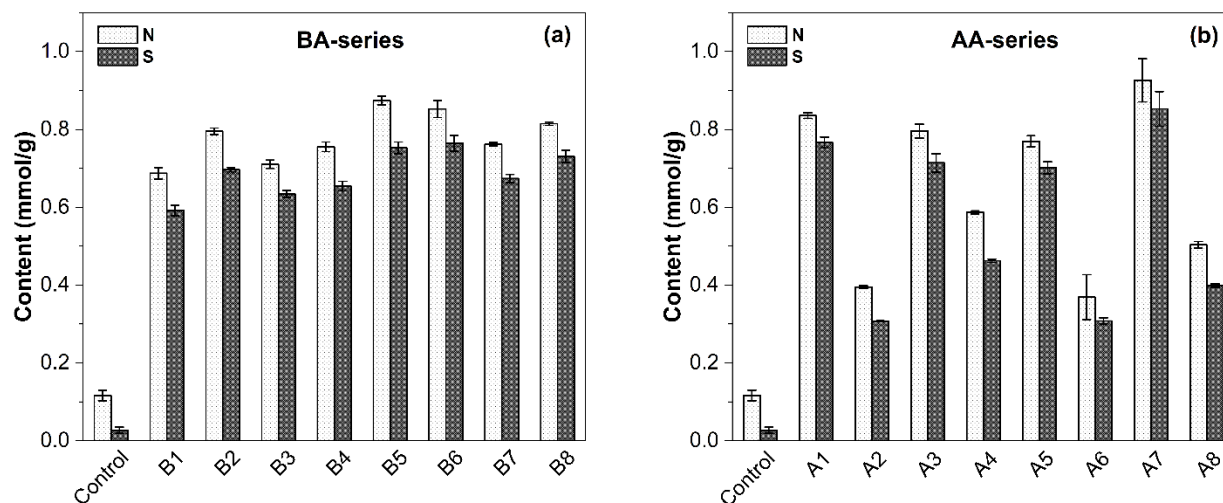 BA-series
(a)
N
S
Content (mmol/g)
1.0
0.8
0.6
0.4
0.2
0.0
Control
B1
B2
B3
B4
B5
B6
B7
B8
AA-series
(b)
N
S
Content (mmol/g)
1.0
0.8
0.6
0.4
0.2
0.0
Control
A1
A2
A3
A4
A5
A6
A7
A8